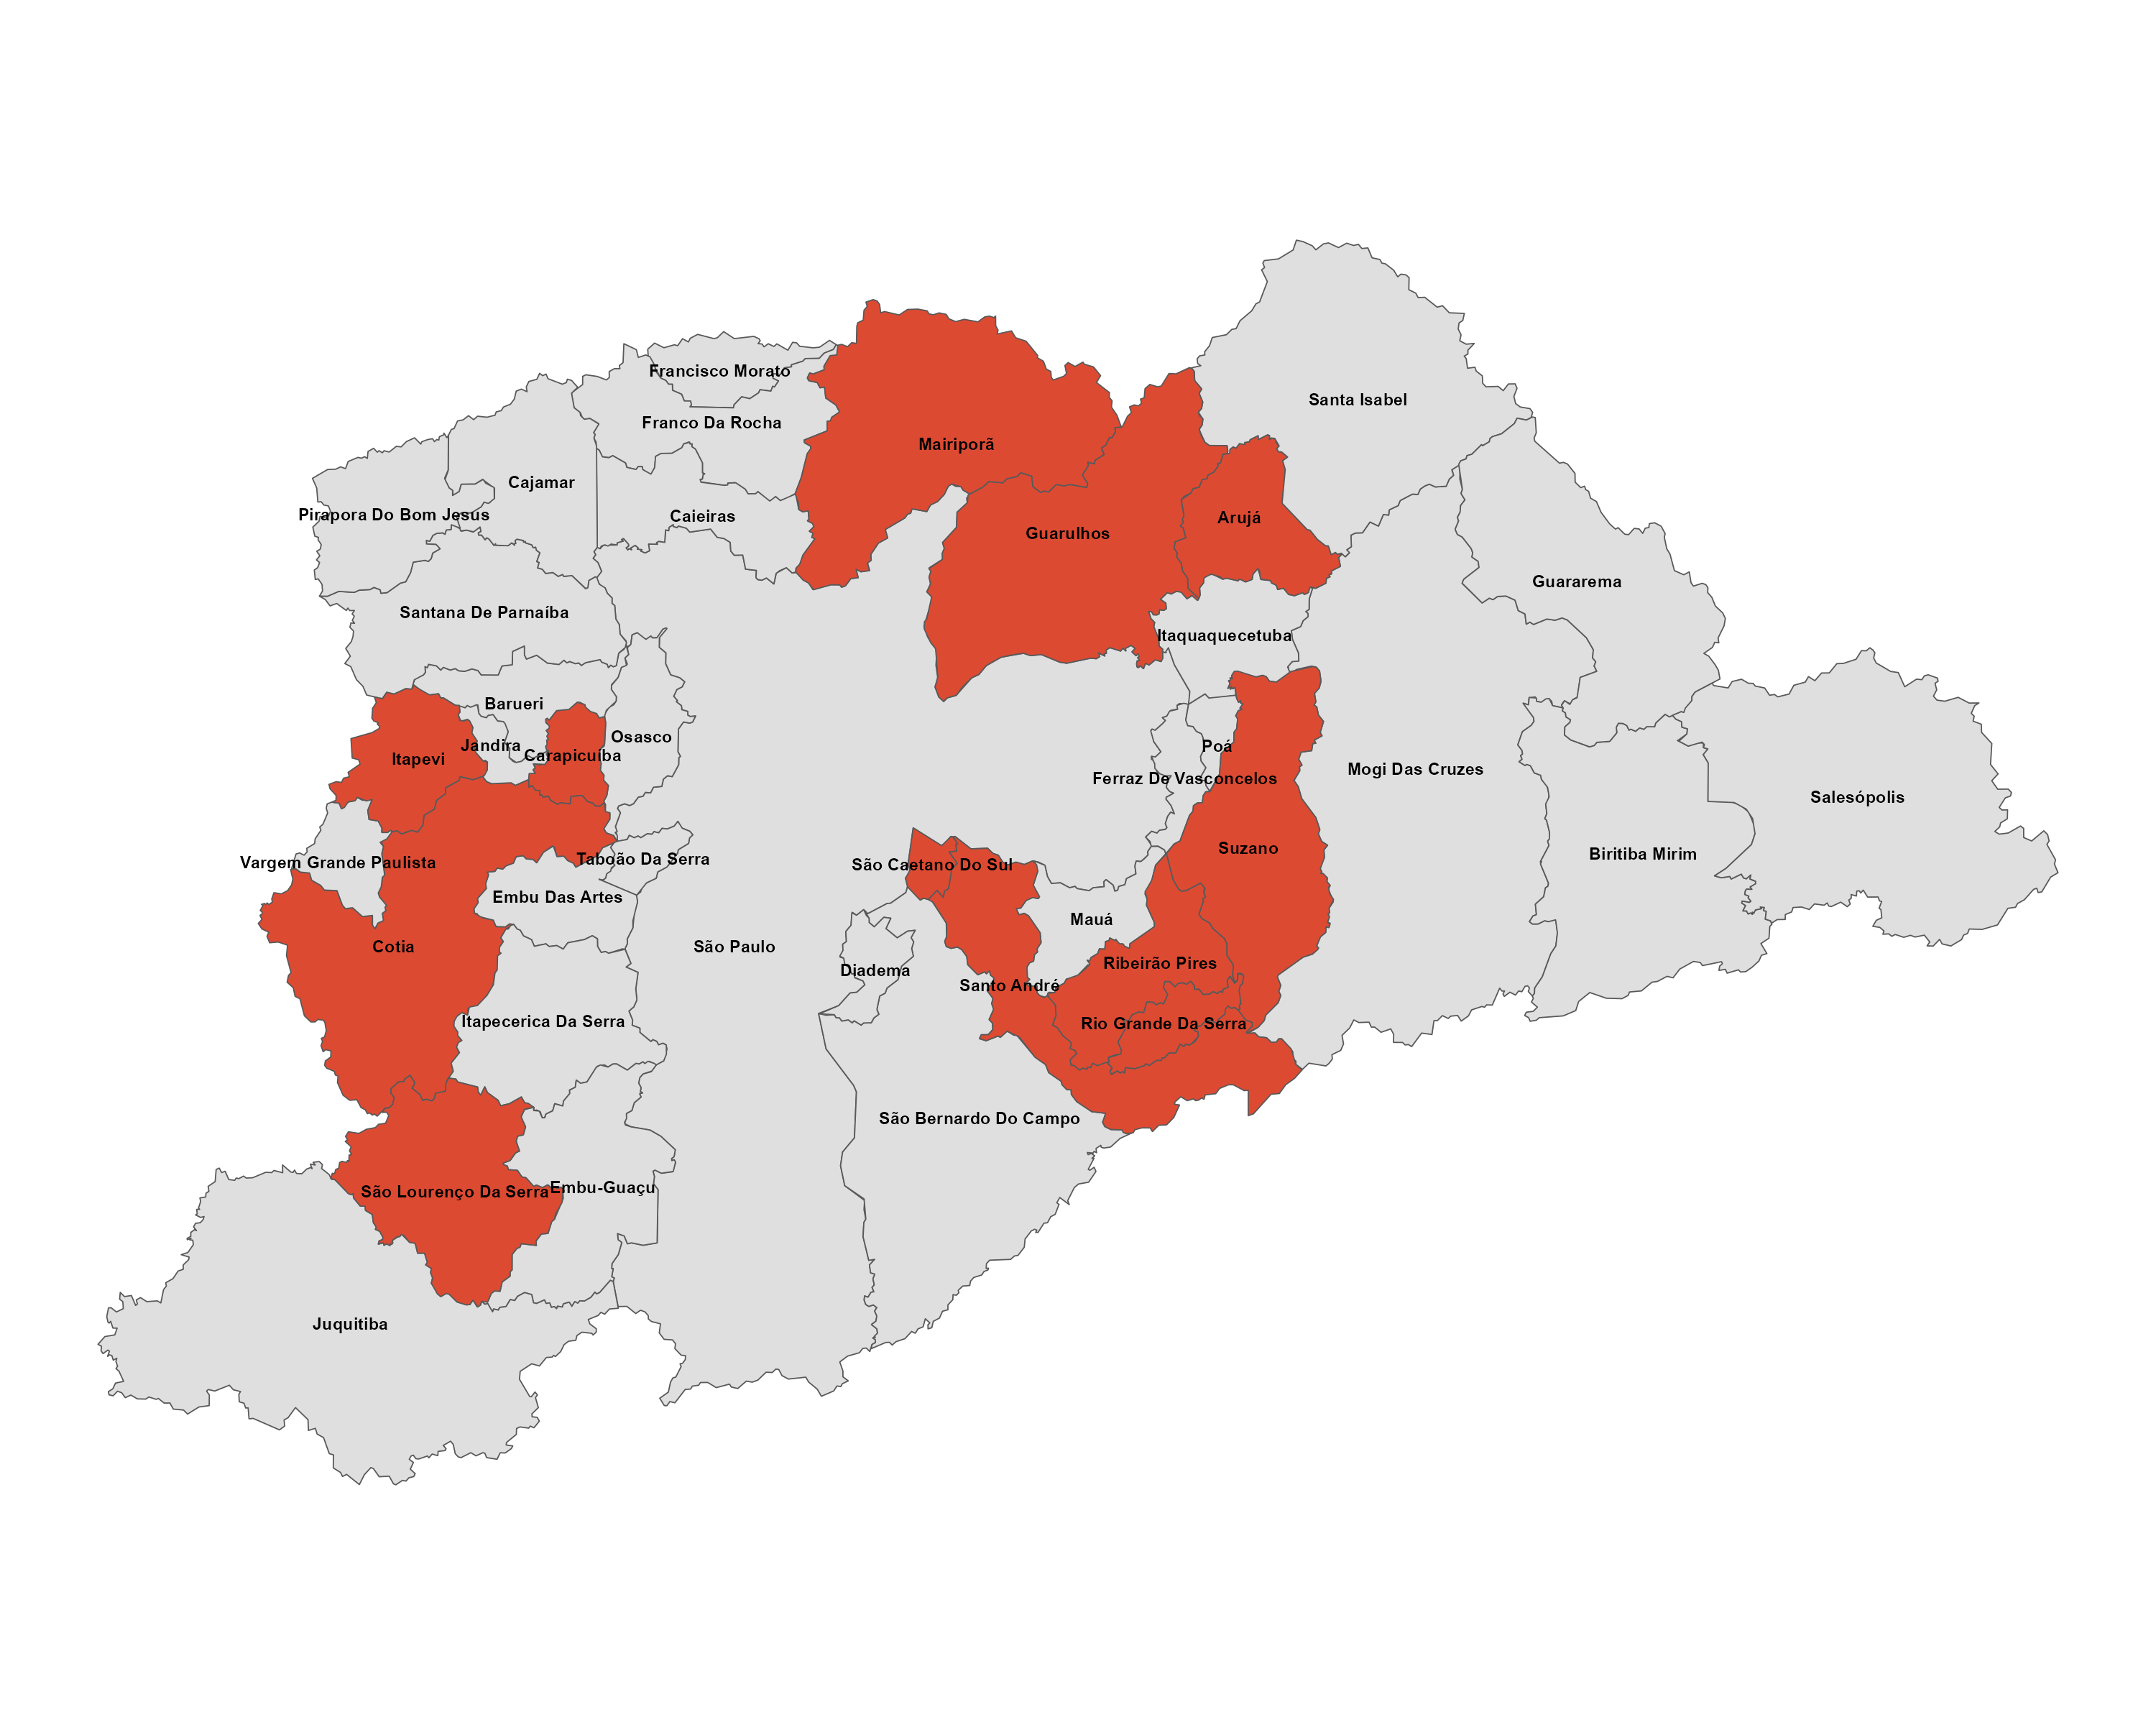 Francisco Morato
Santa Isabel
Franco Da Rocha
Mairiporã
Cajamar
Pirapora Do Bom Jesus
Caieiras
Arujá
Guarulhos
Guararema
Santana De Parnaíba
Itaquaquecetuba
Barueri
Osasco
Jandira
Poá
Carapicuíba
Itapevi
Mogi Das Cruzes
Ferraz De Vasconcelos
Salesópolis
Suzano
Biritiba Mirim
Taboão Da Serra
Vargem Grande Paulista
São Caetano Do Sul
Embu Das Artes
Mauá
Cotia
São Paulo
Ribeirão Pires
Diadema
Santo André
Itapecerica Da Serra
Rio Grande Da Serra
São Bernardo Do Campo
Embu-Guaçu
São Lourenço Da Serra
Juquitiba